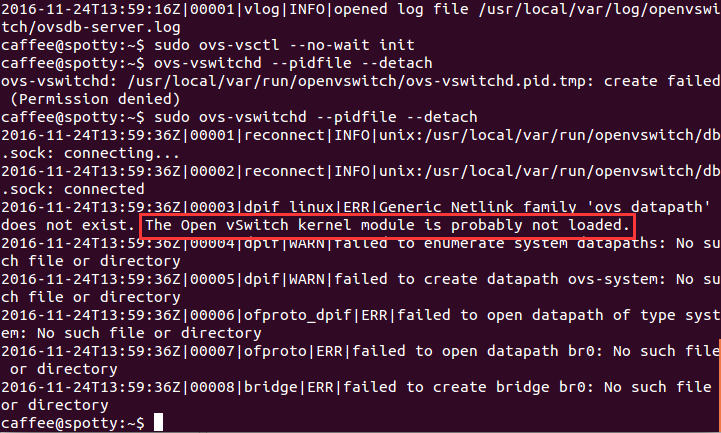 2016-11-24T13:59:16Z|00001|vlog|INFO|opened log file /usr/local/var/log/openvswi
tch/ovsdb-server.log
caffee@spotty:~$ sudo ovs-vsctl --no-wait init
caffee@spotty:~$ ovs-vswitchd --pidfile --detach
ovs-vswitchd: /usr/local/var/run/openvswitch/ovs-vswitchd.pid.tmp: create failed
 (Permission denied)
caffee@spotty:~$ sudo ovs-vswitchd --pidfile --detach
2016-11-24T13:59:36Z|00001|reconnect|INFO|unix:/usr/local/var/run/openvswitch/db
.sock: connecting...
2016-11-24T13:59:36Z|00002|reconnect|INFO|unix:/usr/local/var/run/openvswitch/db
.sock: connected
2016-11-24T13:59:36Z|00003|dpif_linux|ERR|Generic Netlink family 'ovs_datapath'
does not exist. The Open vSwitch kernel module is probably not loaded.
2016-11-24T13:59:36Z|00004|dpif|WARN|failed to enumerate system datapaths: No su
ch file or directory
2016-11-24T13:59:36Z|00005|dpif|WARN|failed to create datapath ovs-system: No su
ch file or directory
2016-11-24T13:59:36Z|00006|ofproto_dpif|ERR|failed to open datapath of type syst
em: No such file or directory
2016-11-24T13:59:36Z|00007|ofproto|ERR|failed to open datapath br0: No such file
 or directory
2016-11-24T13:59:36Z|00008|bridge|ERR|failed to create bridge br0: No such file
or directory
caffee@spotty:~$